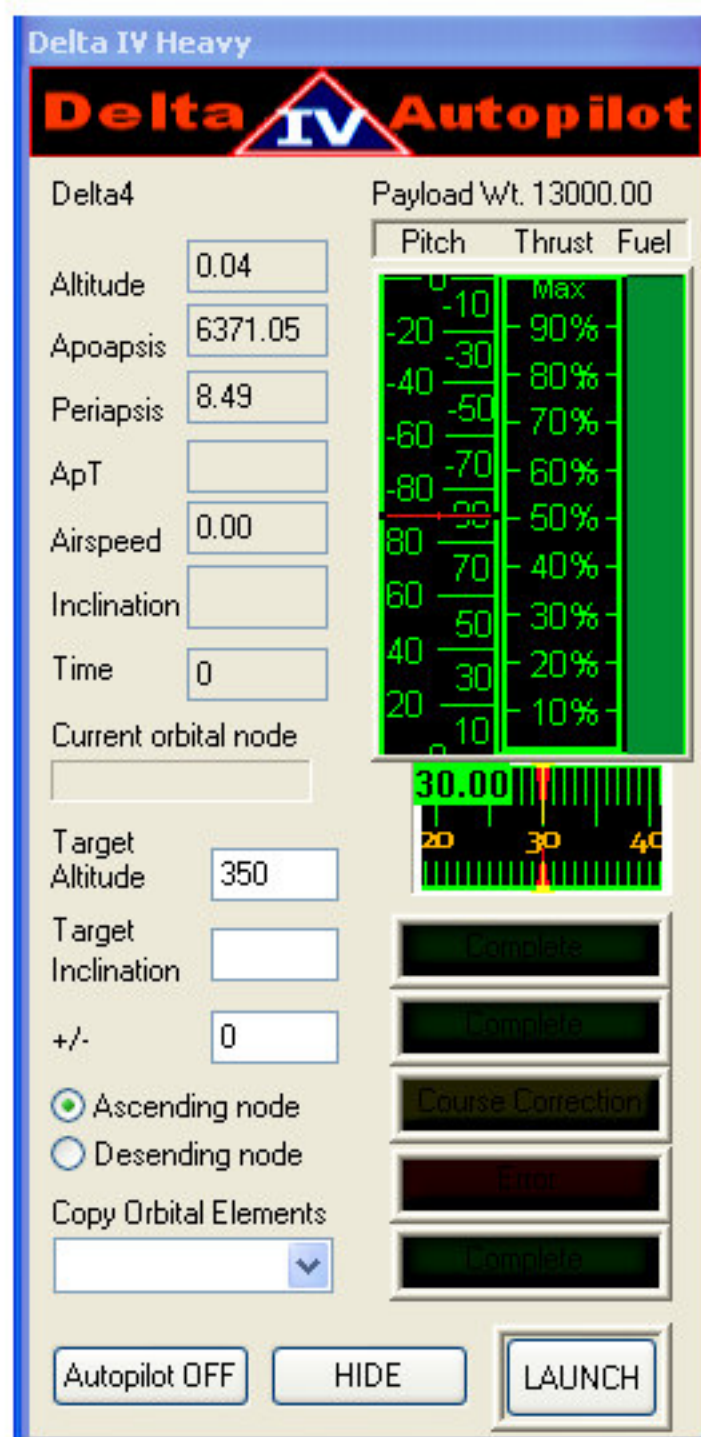 Delta IV Heavy
Delta IV Autopilot
Delta4
Payload Wt. 13000.00
Pitch Thrust Fuel
Altitude 0.04
Apoapsis 6371.05
Periapsis 8.49
ApT
Airspeed 0.00
Inclination
Time 0
Current orbital node
0
-10
-20
-30
-40
-50
-60
-70
-80
-90
80
70
60
50
40
30
20
10
0
Max
90%
80%
70%
60%
50%
40%
30%
20%
10%
30.00
20 30 40
Target
Altitude 350
Target
Inclination
+/- 0
Ascending node
Desending node
Copy Orbital Elements
Complete
Complete
Course Correction
Error
Complete
Autopilot OFF HIDE LAUNCH